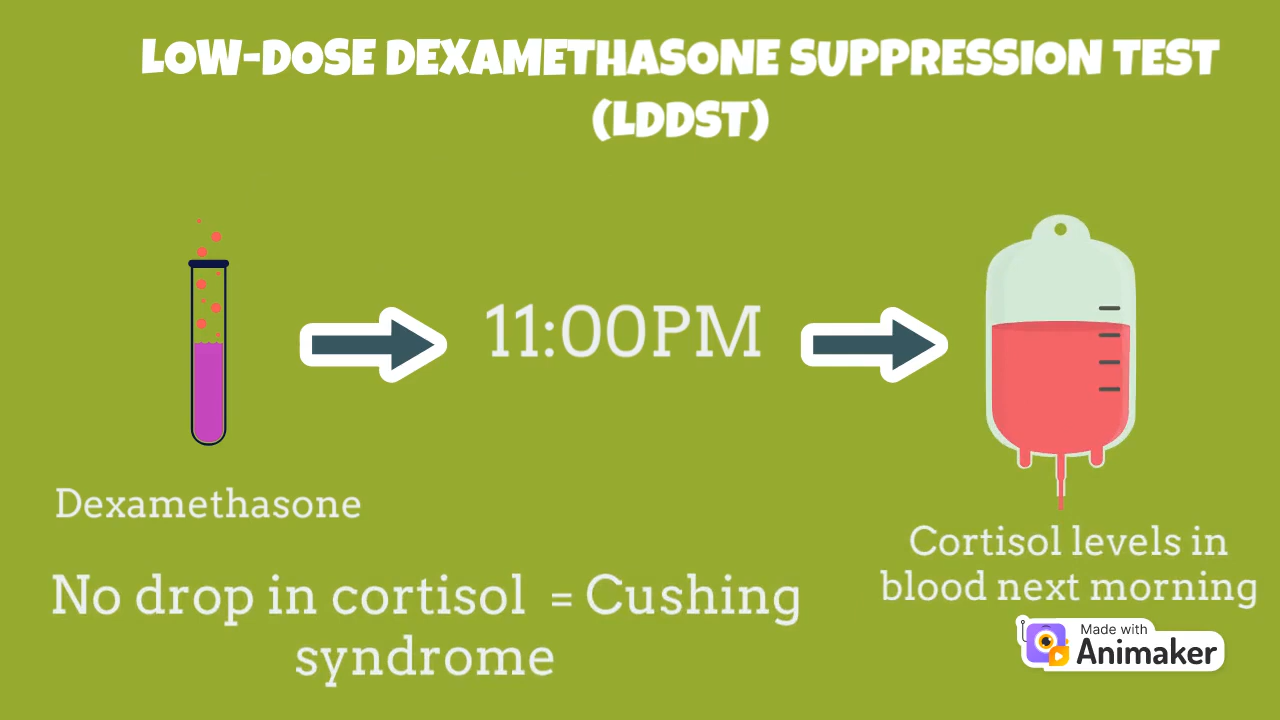 LOW-DOSE DEXAMETHASONE SUPPRESSION TEST
(LDDST)
11:00PM
Dexamethasone
Cortisol levels in
blood next morning
No drop in cortisol = Cushing
syndrome
Made with
Animaker